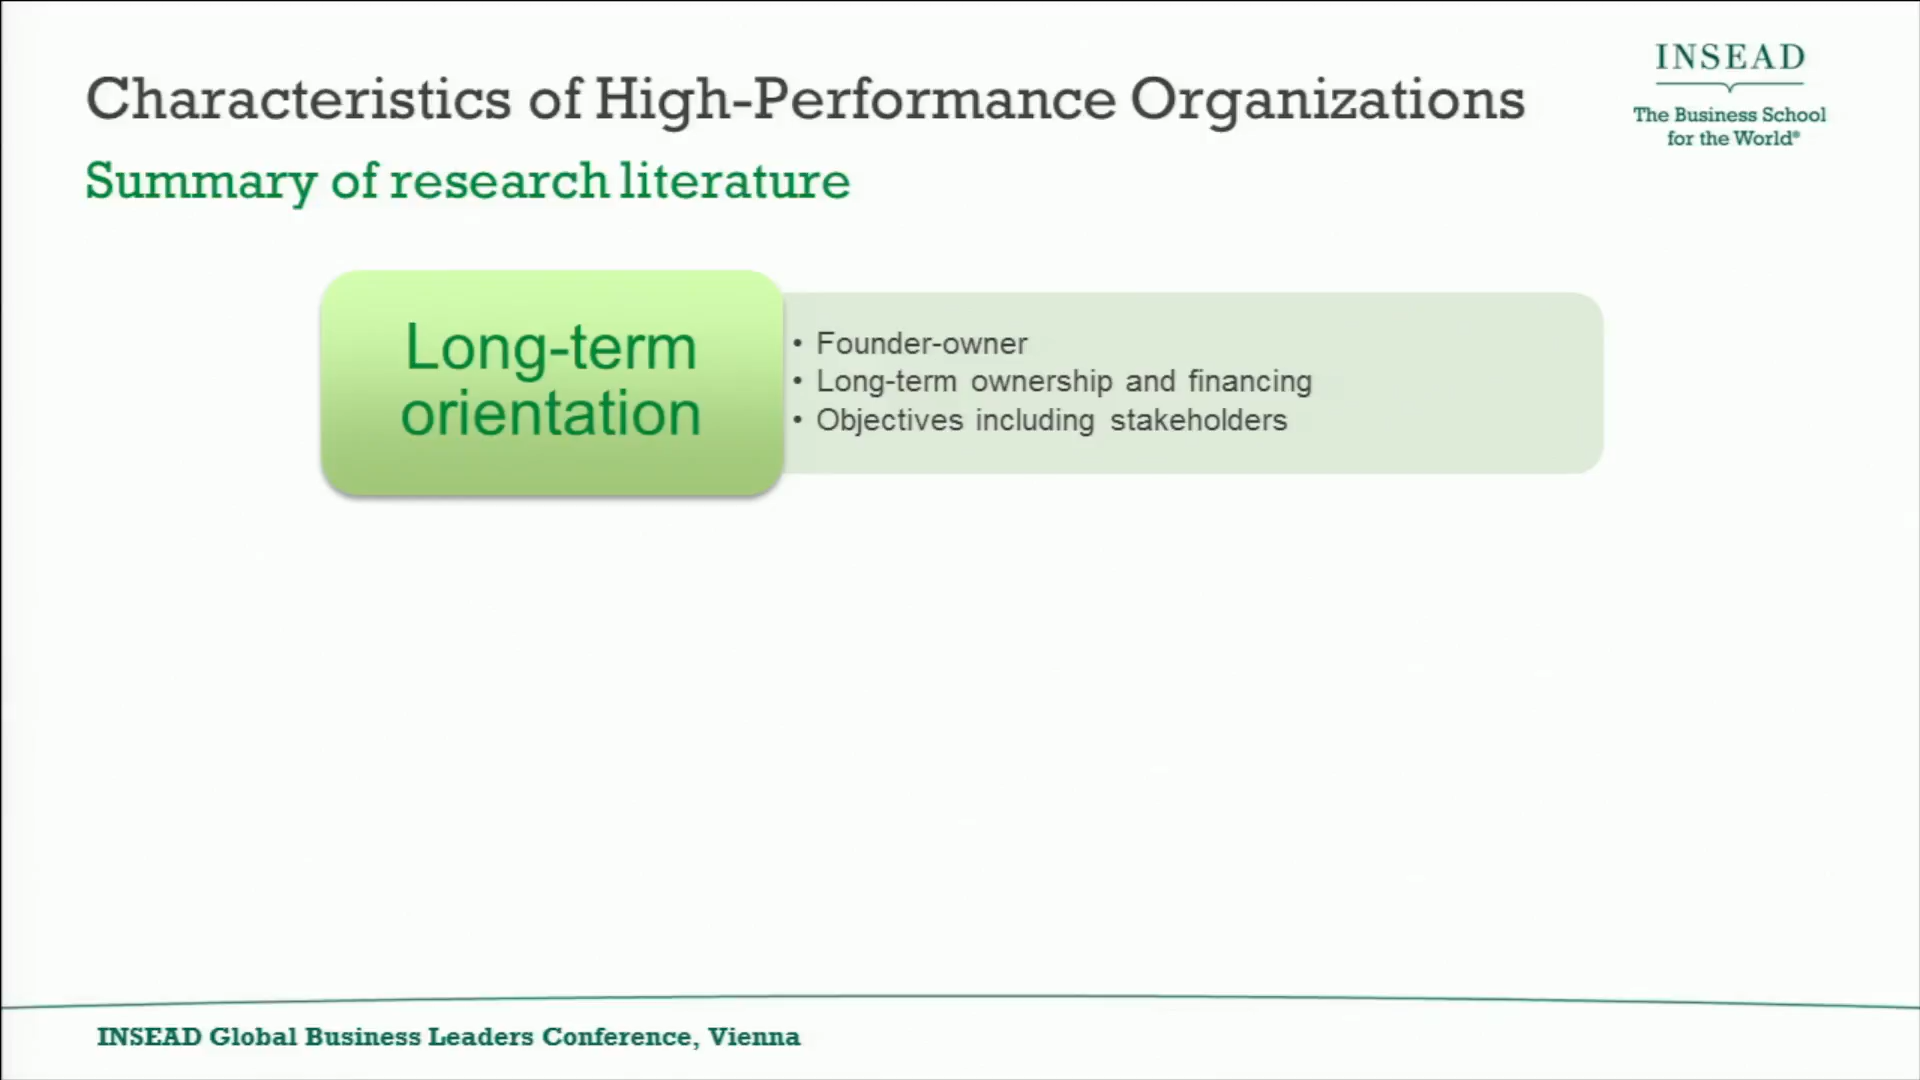 Characteristics of High-Performance Organizations
Summary of research literature
INSEAD
The Business School
for the World®
Long-term
orientation
• Founder-owner
• Long-term ownership and financing
• Objectives including stakeholders
INSEAD Global Business Leaders Conference, Vienna